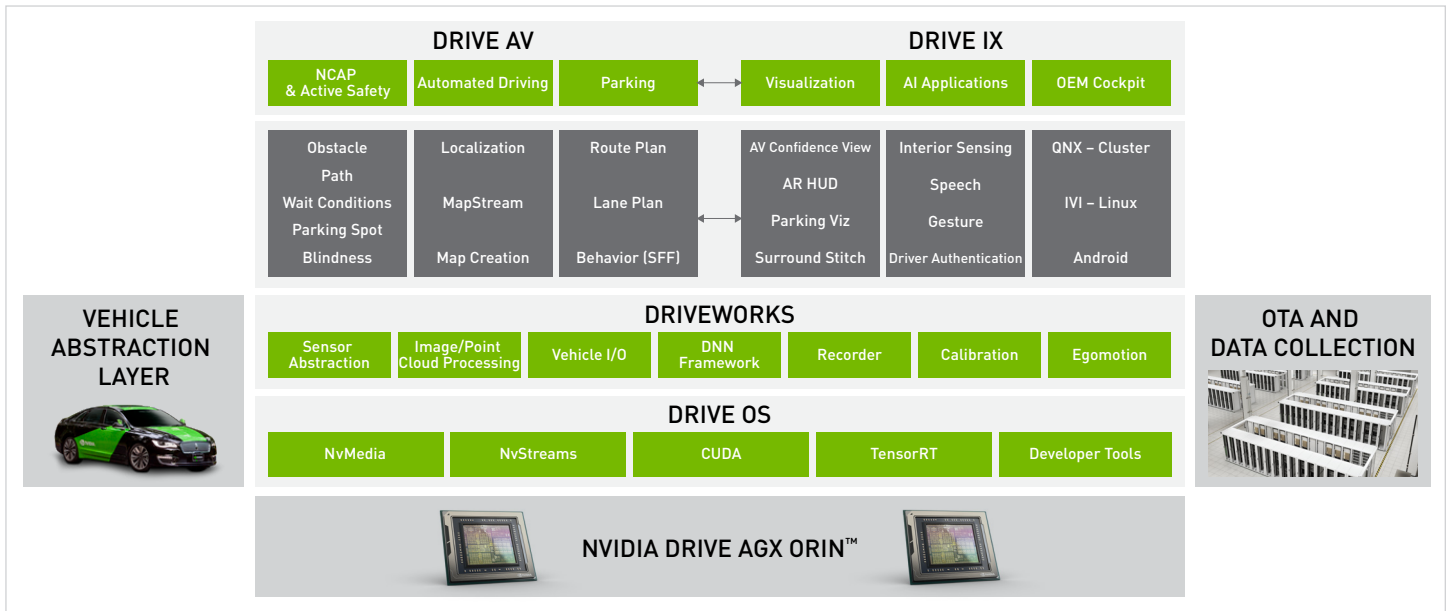 DRIVE AV
DRIVE IX
NCAP
& Active Safety
Automated Driving
Parking
Visualization
AI Applications
OEM Cockpit
Obstacle
Path
Wait Conditions
Parking Spot
Blindness
Localization
MapStream
Map Creation
Route Plan
Lane Plan
Behavior (SFF)
AV Confidence View
AR HUD
Parking Viz
Surround Stitch
Interior Sensing
Speech
Gesture
Driver Authentication
QNX – Cluster
IVI – Linux
Android
VEHICLE
ABSTRACTION
LAYER
DRIVEWORKS
Sensor
Abstraction
Image/Point
Cloud Processing
Vehicle I/O
DNN
Framework
Recorder
Calibration
Egomotion
OTA AND
DATA COLLECTION
DRIVE OS
NvMedia
NvStreams
CUDA
TensorRT
Developer Tools
NVIDIA DRIVE AGX ORIN™